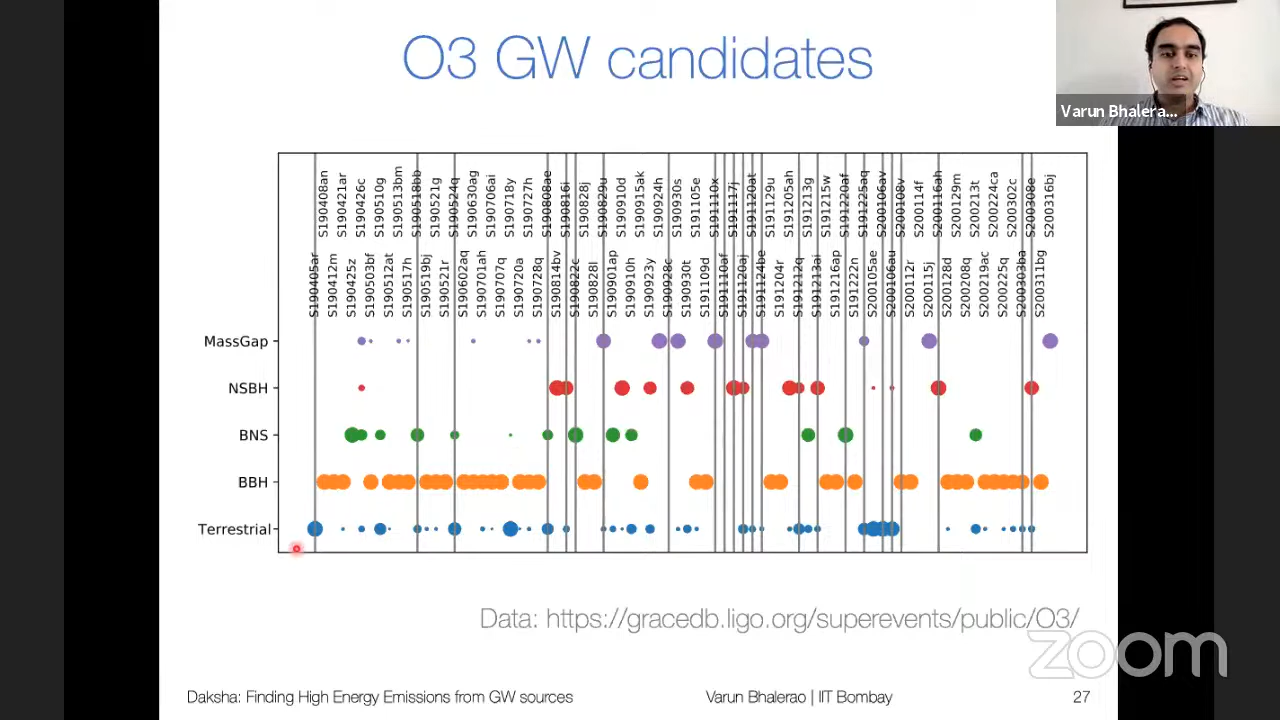 O3 GW candidates
Varun Bhalera...
S190408an S190421ar S190426c S190510g S190513bm S190518bb S190521g S190524q S190630ag S190706ai S190718y S190727h S190808ae S190816i S190828j S190829u S190910d S190915ak S190924h S190930s S191105e S191110x S191117j S191120at S191129u S191205ah S191213g S191215w S191220af S191225aq S200106av S200108v S200114f S200116ah S200129m S200213t S200224ca S200302c S200308e S200316bj
S190405ar S190412m S190425z S190503bf S190512at S190517h S190519bj S190521r S190602aq S190701ah S190707q S190720a S190728q S190814bv S190822c S190828l S190901ap S190910h S190923y S190928c S190930t S191109d S191110af S191120aj S191124be S191204r S191212q S191213ai S191216ap S191222n S200105ae S200106au S200112r S200115j S200128d S200208q S200219ac S200225q S200303ba S200311bg
MassGap
NSBH
BNS
BBH
Terrestrial
Data: https://gracedb.ligo.org/superevents/public/O3/
zoom
Daksha: Finding High Energy Emissions from GW sources Varun Bhalerao | IIT Bombay 27